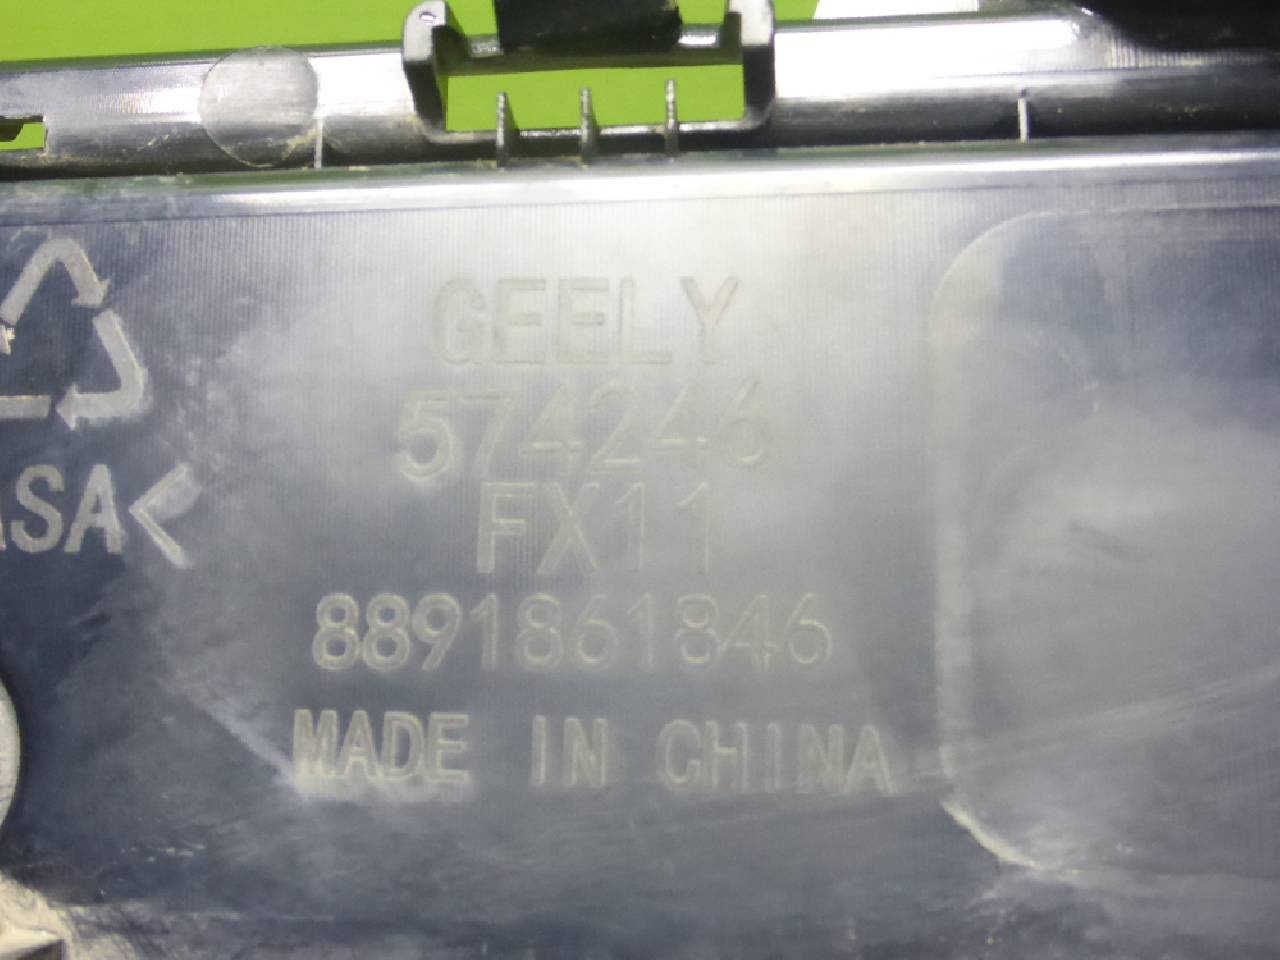 GEELY
574246
FX11
ASA<
8891861846
MADE IN CHINA